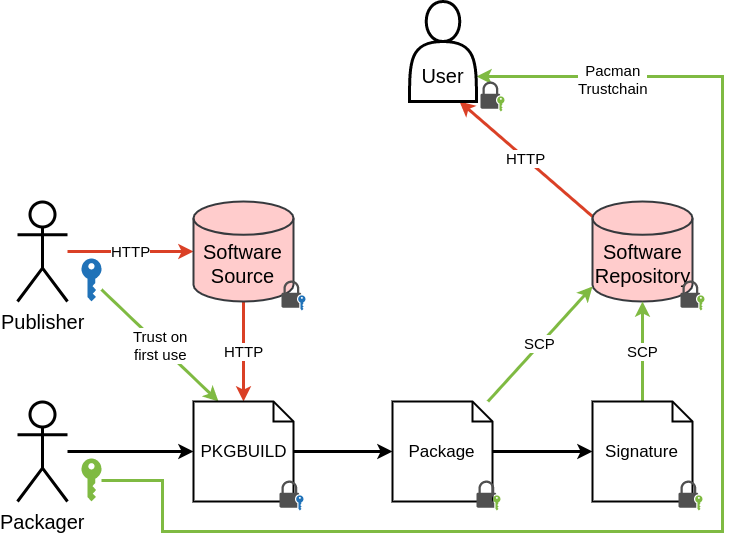 User
Pacman
Trustchain
HTTP
Publisher
HTTP
Software
Source
Software
Repository
Trust on
first use
HTTP
SCP
SCP
Packager
PKGBUILD
Package
Signature